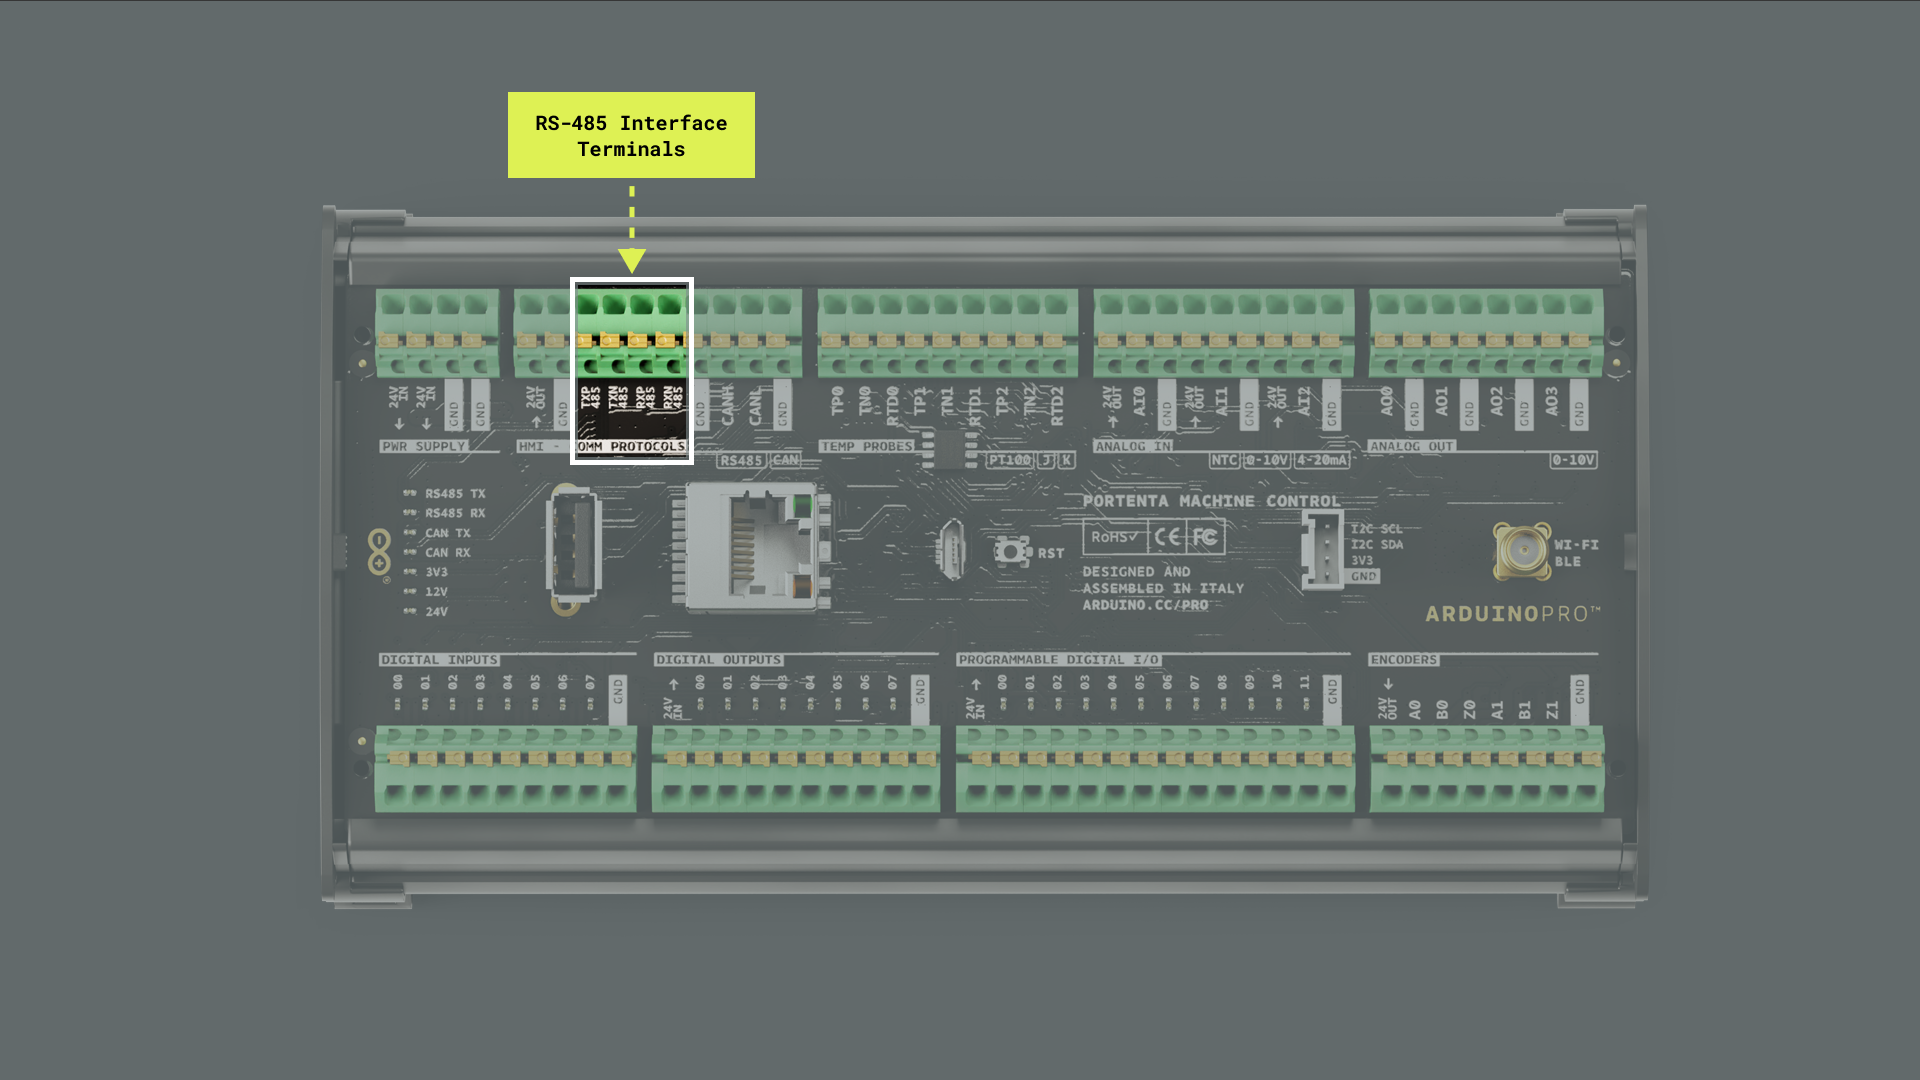 RS-485 Interface
Terminals
24V IN
24V IN
GND
GND
24V OUT
GND
TXP 485
TXN 485
RXP 485
RXN 485
GND
CANH
CANL
GND
TP0
TN0
RTD0
TP1
TN1
RTD1
TP2
TN2
RTD2
24V OUT
AI0
GND
24V OUT
AI1
GND
24V OUT
AI2
GND
AO0
GND
AO1
GND
AO2
GND
AO3
GND
PWR SUPPLY
HMI - OMM PROTOCOLS
TEMP PROBES
ANALOG IN
ANALOG OUT
RS485 CAN
PT100 J K
NTC 0-10V 4-20mA
0-10V
RS485 TX
RS485 RX
CAN TX
CAN RX
3V3
12V
24V
RST
PORTENTA MACHINE CONTROL
RoHS✓ CE FC
DESIGNED AND
ASSEMBLED IN ITALY
ARDUINO.CC/PRO
I2C SCL
I2C SDA
3V3
GND
WI-FI
BLE
ARDUINOPRO™
DIGITAL INPUTS
00 01 02 03 04 05 06 07 GND
DIGITAL OUTPUTS
24V IN 00 01 02 03 04 05 06 07 GND
PROGRAMMABLE DIGITAL I/O
24V IN 00 01 02 03 04 05 06 07 08 09 10 11 GND
ENCODERS
24V OUT A0 B0 Z0 A1 B1 Z1 GND